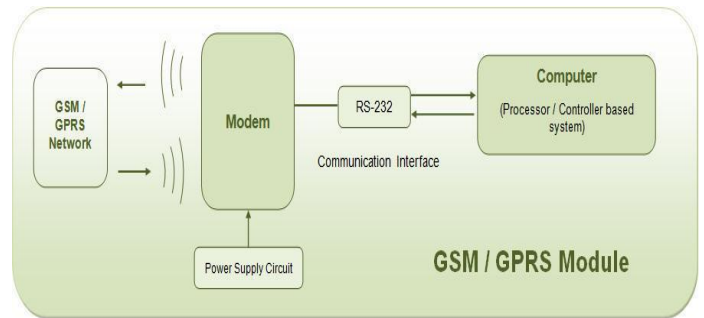 GSM /
GPRS
Network
Modem
RS-232
Communication Interface
Computer
(Processor / Controller based
system)
Power Supply Circuit
GSM / GPRS Module